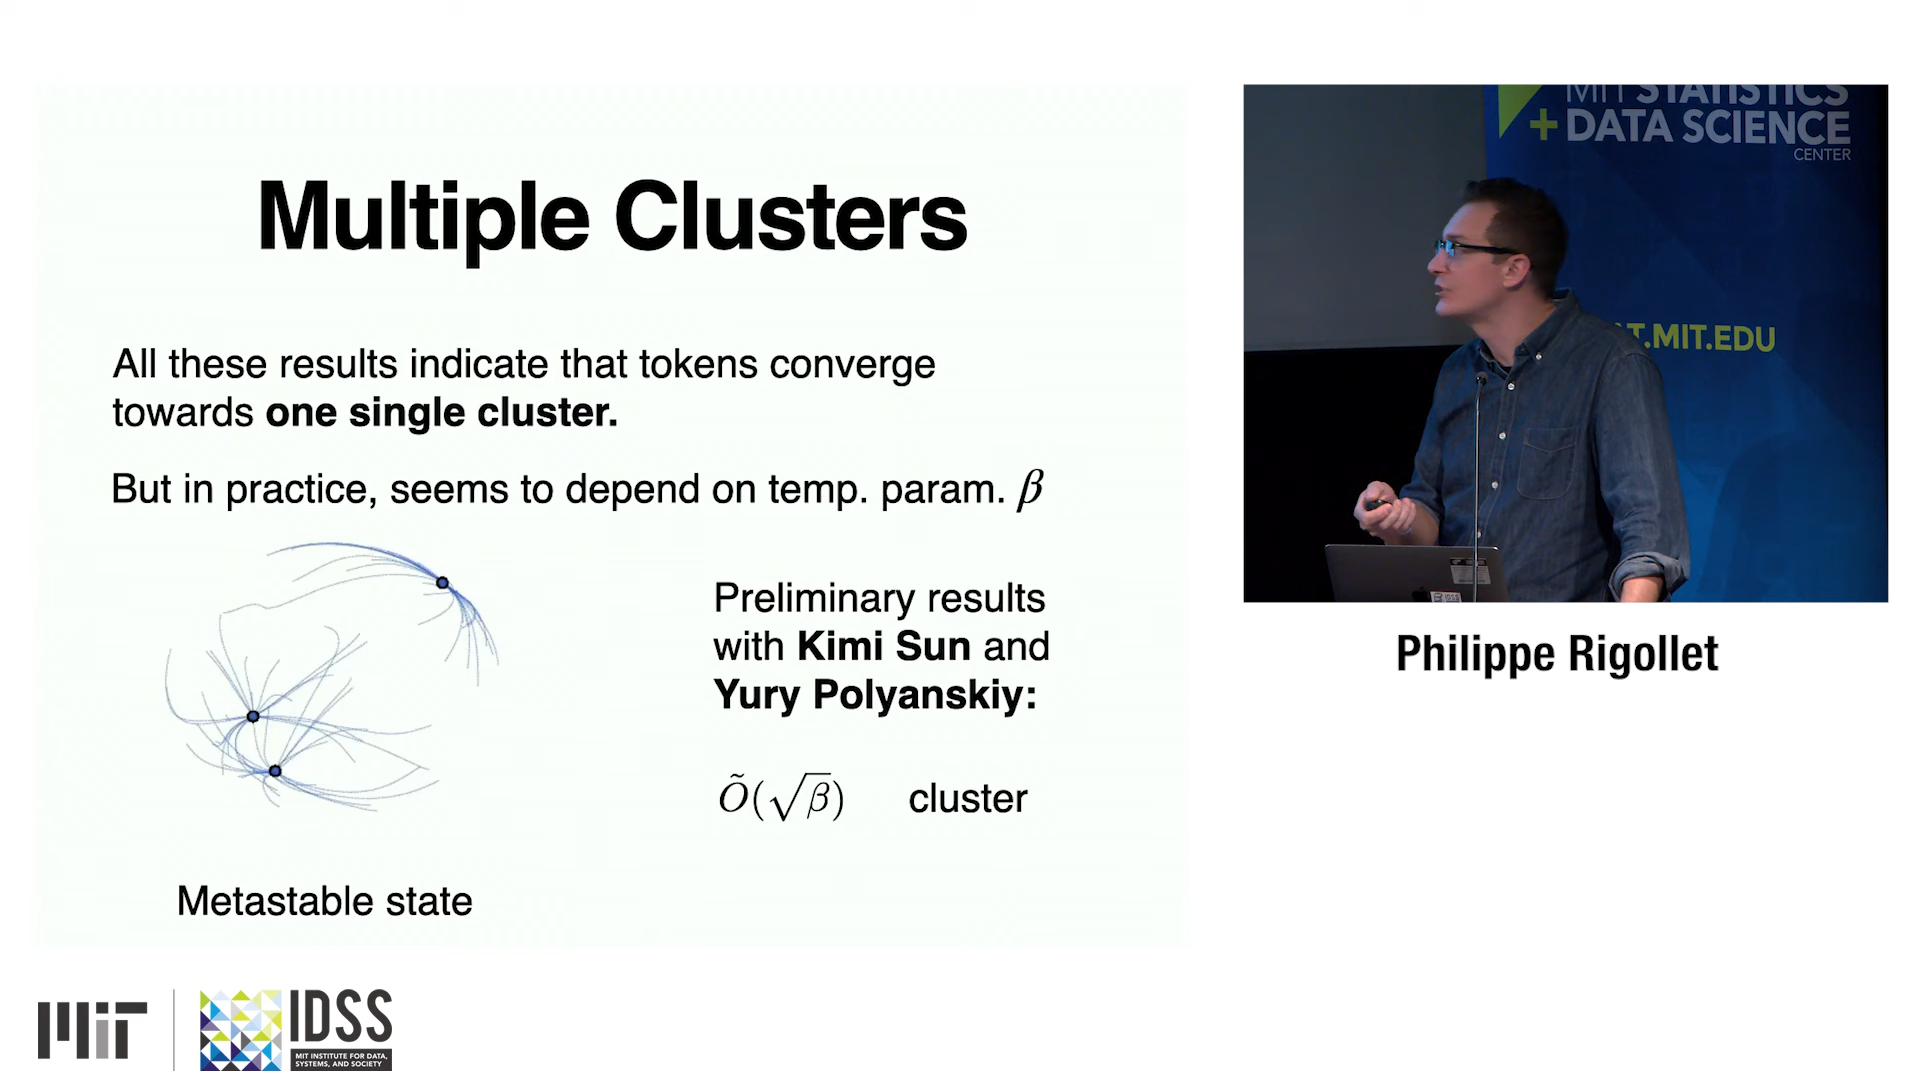 Multiple Clusters
All these results indicate that tokens converge
towards one single cluster.
But in practice, seems to depend on temp. param. β
Preliminary results
with Kimi Sun and
Yury Polyanskiy:
Õ(√β) cluster
Metastable state
MIT STATISTICS
+ DATA SCIENCE
CENTER
T.MIT.EDU
IDSS
Philippe Rigollet
MIT
IDSS
MIT INSTITUTE FOR DATA,
SYSTEMS, AND SOCIETY